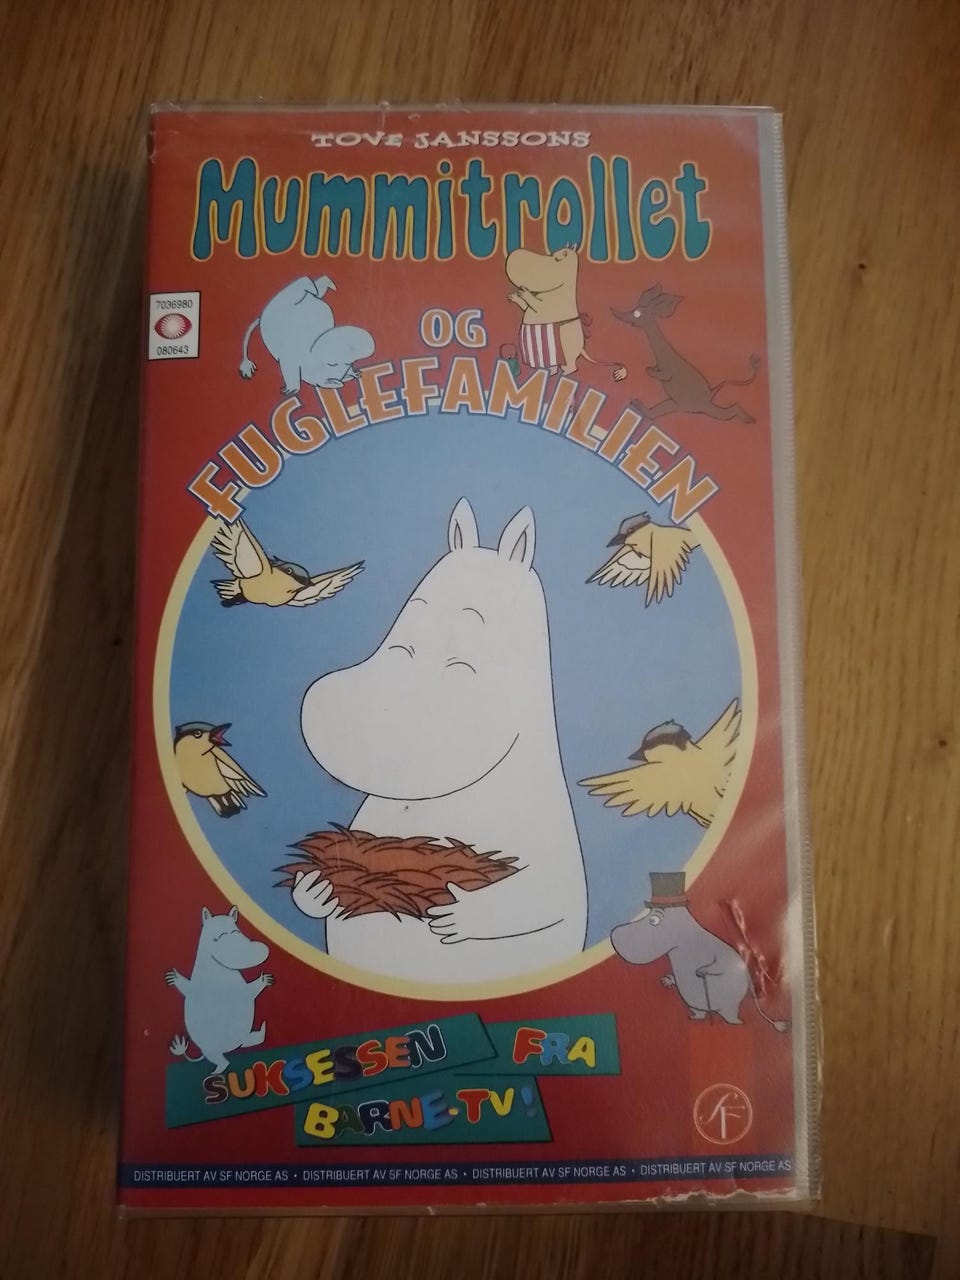 TOVE JANSSONS
Mummitrollet
7036980
080643
OG
FUGLEFAMILIEN
SUKSESSEN FRA
BARNE-TV!
SF
DISTRIBUERT AV SF NORGE AS • DISTRIBUERT AV SF NORGE AS • DISTRIBUERT AV SF NORGE AS • DISTRIBUERT AV SF NORGE AS